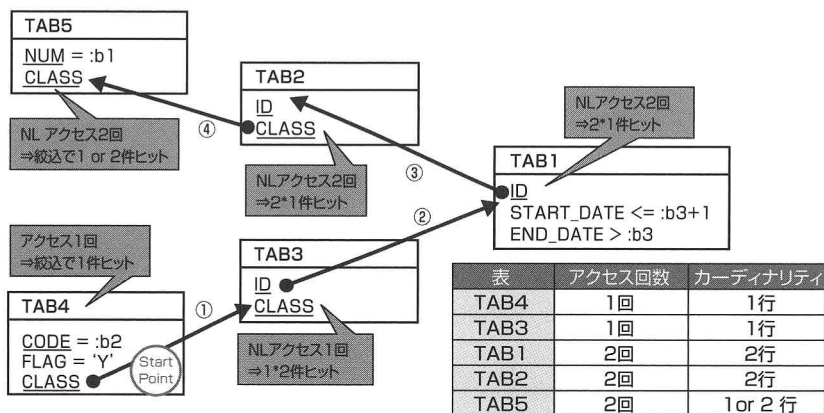 TAB5
NUM = :b1
CLASS
NL アクセス2回
⇒絞込で1 or 2件ヒット
④
TAB2
ID
CLASS
NLアクセス2回
⇒2*1件ヒット
③
NLアクセス2回
⇒2*1件ヒット
TAB1
ID
START_DATE <= :b3+1
END_DATE > :b3
②
アクセス1回
⇒絞込で1件ヒット
TAB4
CODE = :b2
FLAG = 'Y'
CLASS
Start
Point
①
TAB3
ID
CLASS
NLアクセス1回
⇒1*2件ヒット
表 アクセス回数 カーディナリティ
TAB4 1回 1行
TAB3 1回 1行
TAB1 2回 2行
TAB2 2回 2行
TAB5 2回 1or 2 行